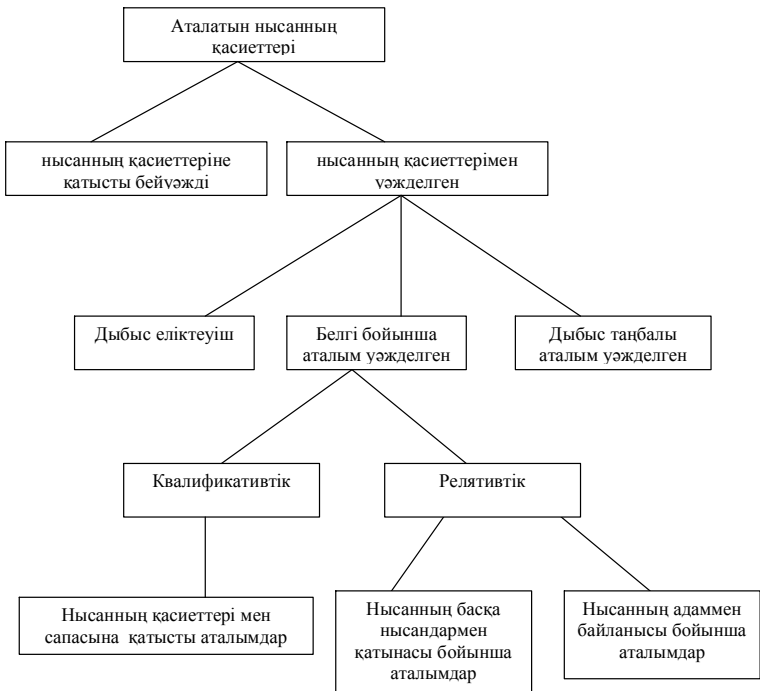 Аталатын нысанның
қасиеттері
нысанның қасиеттеріне
қатысты бейуәжді
нысанның қасиеттерімен
уәжделген
Дыбыс еліктеуіш
Белгі бойынша
аталым уәжделген
Дыбыс таңбалы
аталым уәжделген
Квалификативтік
Релятивтік
Нысанның қасиеттері мен
сапасына қатысты аталымдар
Нысанның басқа
нысандармен
қатынасы бойынша
аталымдар
Нысанның адаммен
байланысы бойынша
аталымдар